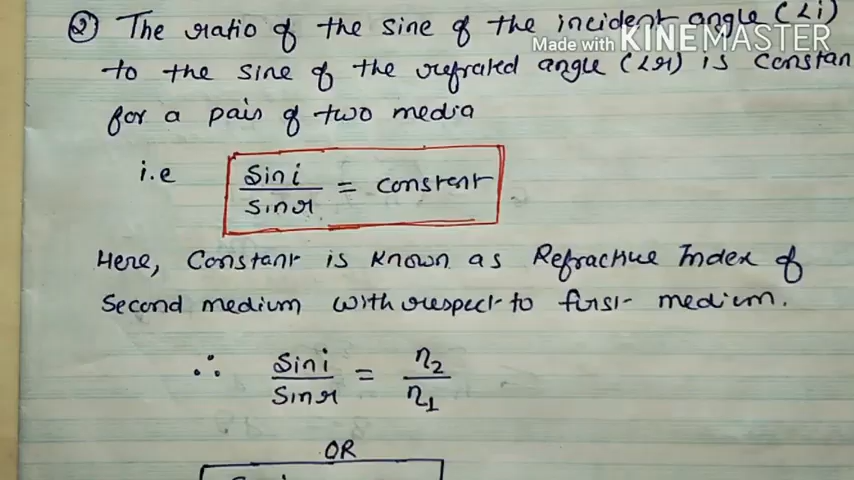 ② The ratio of the sine of the incident angle (∠i)
Made with KINEMASTER
to the sine of the refrated angle (∠r) is constan
for a pair of two media
i.e sin i / sin r = constant
Here, Constant is known as Refractive Index of
Second medium with respect to first medium.
∴ sin i / sin r = n₂ / n₁
OR